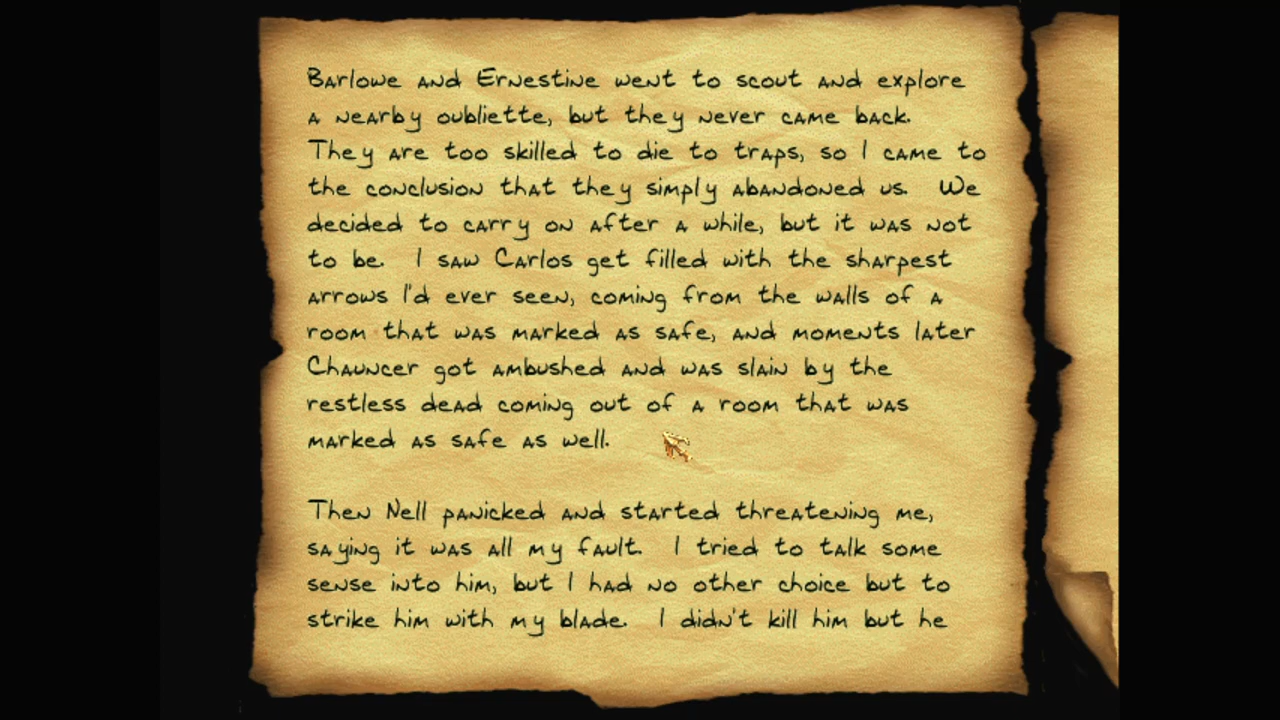 Barlowe and Ernestine went to scout and explore
a nearby oubliette, but they never came back.
They are too skilled to die to traps, so I came to
the conclusion that they simply abandoned us. We
decided to carry on after a while, but it was not
to be. I saw Carlos get filled with the sharpest
arrows I'd ever seen, coming from the walls of a
room that was marked as safe, and moments later
Chauncer got ambushed and was slain by the
restless dead coming out of a room that was
marked as safe as well.
Then Nell panicked and started threatening me,
saying it was all my fault. I tried to talk some
sense into him, but I had no other choice but to
strike him with my blade. I didn't kill him but he